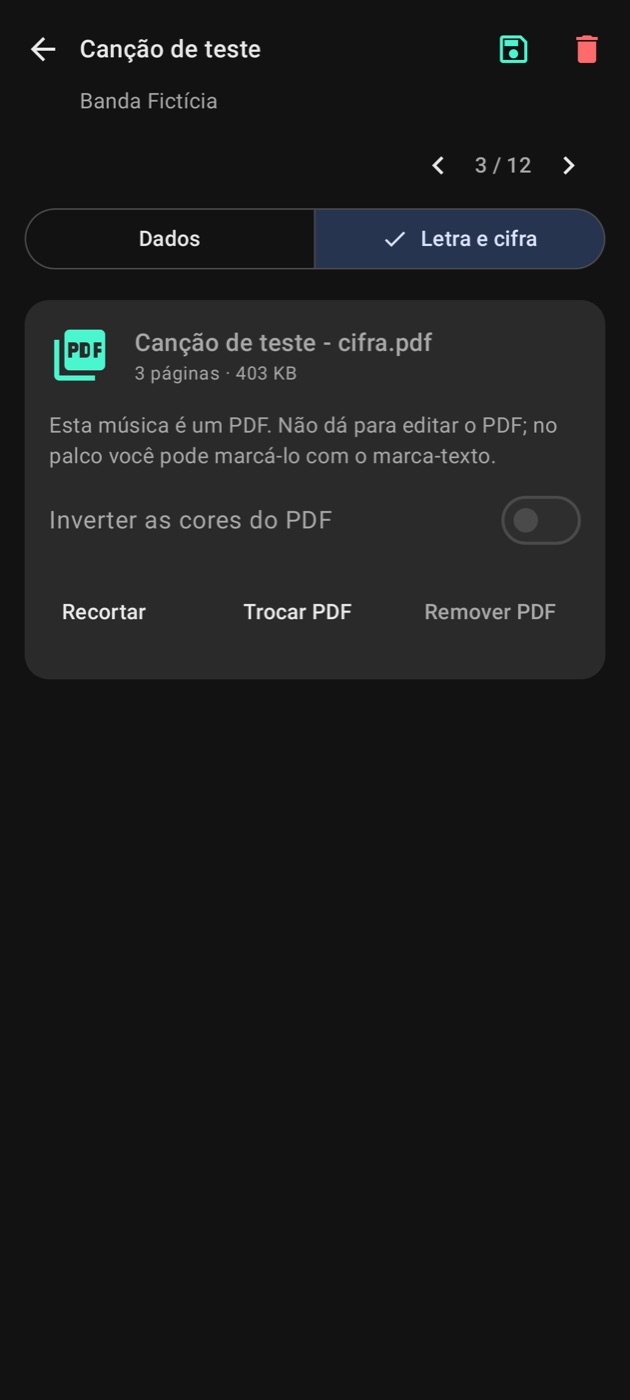 Canção de teste
Banda Fictícia
3 / 12
Dados
Letra e cifra
PDF
Canção de teste - cifra.pdf
3 páginas · 403 KB
Esta música é um PDF. Não dá para editar o PDF; no
palco você pode marcá-lo com o marca-texto.
Inverter as cores do PDF
Recortar
Trocar PDF
Remover PDF